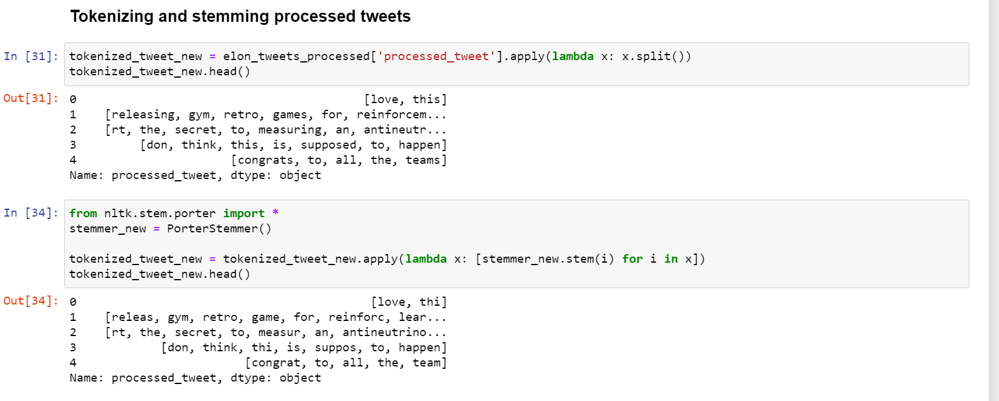 Tokenizing and stemming processed tweets
In [31]: tokenized_tweet_new = elon_tweets_processed['processed_tweet'].apply(lambda x: x.split())
tokenized_tweet_new.head()
Out[31]: 0 [love, this]
1 [releasing, gym, retro, games, for, reinforcem...
2 [rt, the, secret, to, measuring, an, antineutr...
3 [don, think, this, is, supposed, to, happen]
4 [congrats, to, all, the, teams]
Name: processed_tweet, dtype: object
In [34]: from nltk.stem.porter import *
stemmer_new = PorterStemmer()
tokenized_tweet_new = tokenized_tweet_new.apply(lambda x: [stemmer_new.stem(i) for i in x])
tokenized_tweet_new.head()
Out[34]: 0 [love, thi]
1 [releas, gym, retro, game, for, reinforc, lear...
2 [rt, the, secret, to, measur, an, antineutrino...
3 [don, think, thi, is, suppos, to, happen]
4 [congrat, to, all, the, team]
Name: processed_tweet, dtype: object